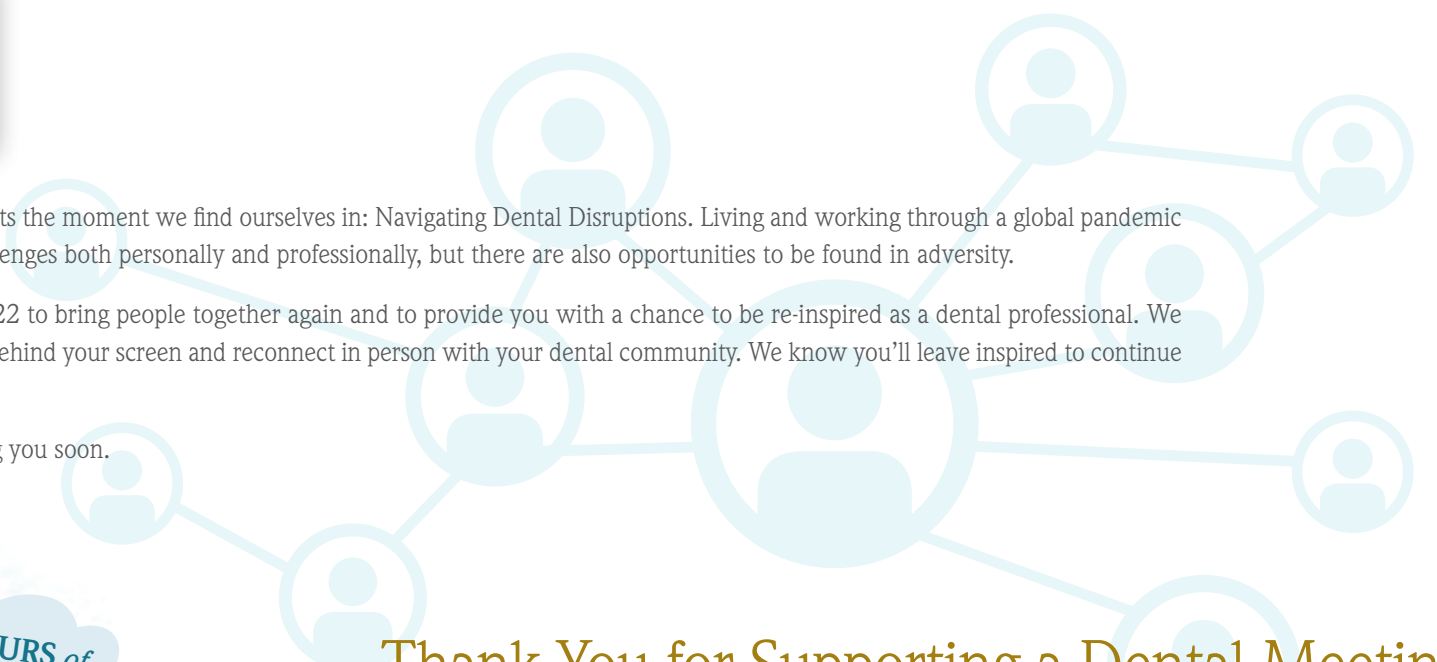 ts the moment we find ourselves in: Navigating Dental Disruptions. Living and working through a global pandemic
enges both personally and professionally, but there are also opportunities to be found in adversity.
22 to bring people together again and to provide you with a chance to be re-inspired as a dental professional. We
ehind your screen and reconnect in person with your dental community. We know you’ll leave inspired to continue
g you soon.
URS of
Thank You for Supporting a Dental Meetin